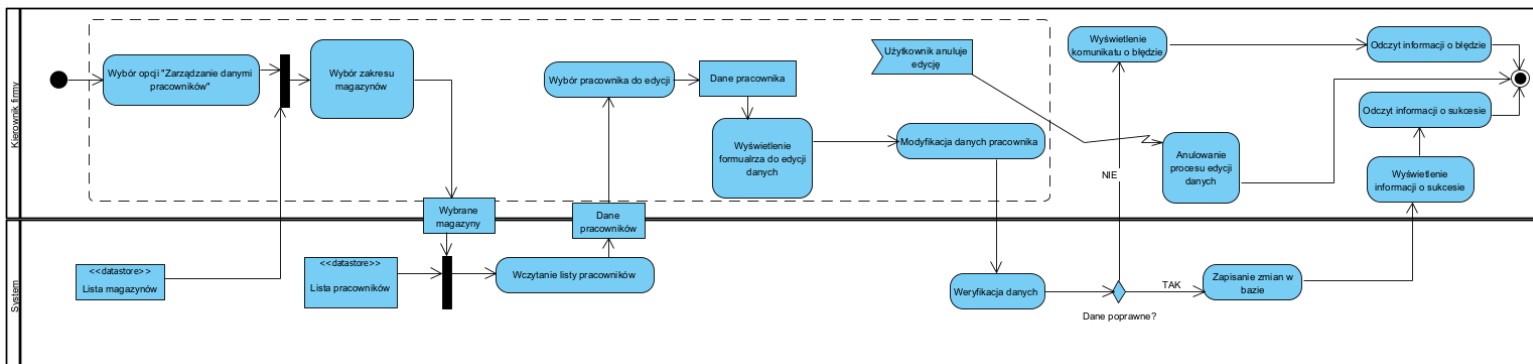 Kierownik firmy
Wybór opcji "Zarządzanie danymi
pracowników"
Wybór zakresu
magazynów
Wybór pracownika do edycji
Dane pracownika
Wyświetlenie
formualrza do edycji
danych
Użytkownik anuluje
edycję
Modyfikacja danych pracownika
Wyświetlenie
komunikatu o błędzie
Odczyt informacji o błędzie
Odczyt informacji o sukcesie
Anulowanie
procesu edycji
danych
Wyświetlenie
informacji o sukcesie
NIE
Wybrane
magazyny
Dane
pracowników
System
<<datastore>>
Lista magazynów
<<datastore>>
Lista pracowników
Wczytanie listy pracowników
Weryfikacja danych
Dane poprawne?
TAK
Zapisanie zmian w
bazie